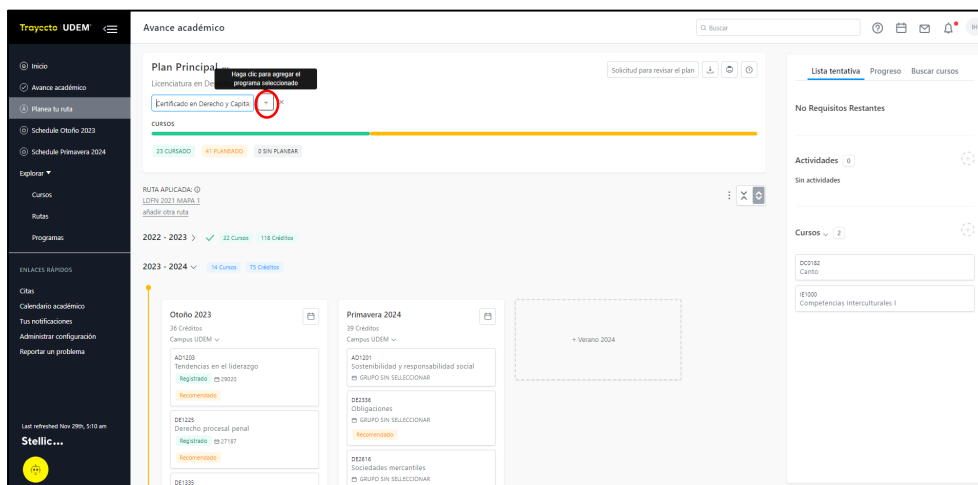 Trayecto UDEM
Avance académico
Buscar
IH
Inicio
Avance académico
Planea tu ruta
Schedule Otoño 2023
Schedule Primavera 2024
Explorar
Cursos
Rutas
Programas
ENLACES RÁPIDOS
Citas
Calendario académico
Tus notificaciones
Administrar configuración
Reportar un problema
Last refreshed Nov 29th, 5:10 am
Stellic...
Plan Principal
Licenciatura en De
Haga clic para agregar el
programa seleccionado
Certificado en Derecho y Capita
+ ×
CURSOS
23 CURSADO 41 PLANEADO 0 SIN PLANEAR
Solicitud para revisar el plan
RUTA APLICADA:
LDFN 2021 MAPA 1
añadir otra ruta
2022 - 2023 22 Cursos 118 Créditos
2023 - 2024 14 Cursos 75 Créditos
Otoño 2023
36 Créditos
Campus UDEM
AD1203
Tendencias en el liderazgo
Registrado 29020
Recomendado
DE1225
Derecho procesal penal
Registrado 27187
Recomendado
DE1335
Primavera 2024
39 Créditos
Campus UDEM
AD1201
Sostenibilidad y responsabilidad social
GRUPO SIN SELLECCIONAR
DE2336
Obligaciones
GRUPO SIN SELLECCIONAR
Recomendado
DE2616
Sociedades mercantiles
GRUPO SIN SELLECCIONAR
+ Verano 2024
Lista tentativa Progreso Buscar cursos
No Requisitos Restantes
Actividades 0
Sin actividades
Cursos 2
DC0182
Canto
IE1000
Competencias Interculturales I